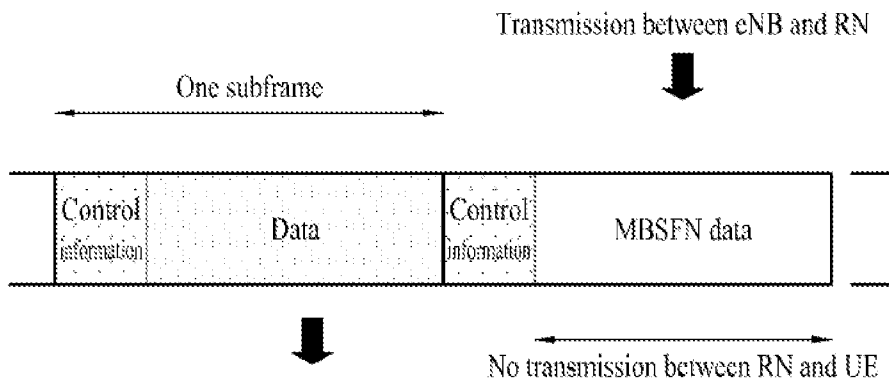 Transmission between eNB and RN
One subframe
Control
information
Data
Control
information
MBSFN data
No transmission between RN and UE